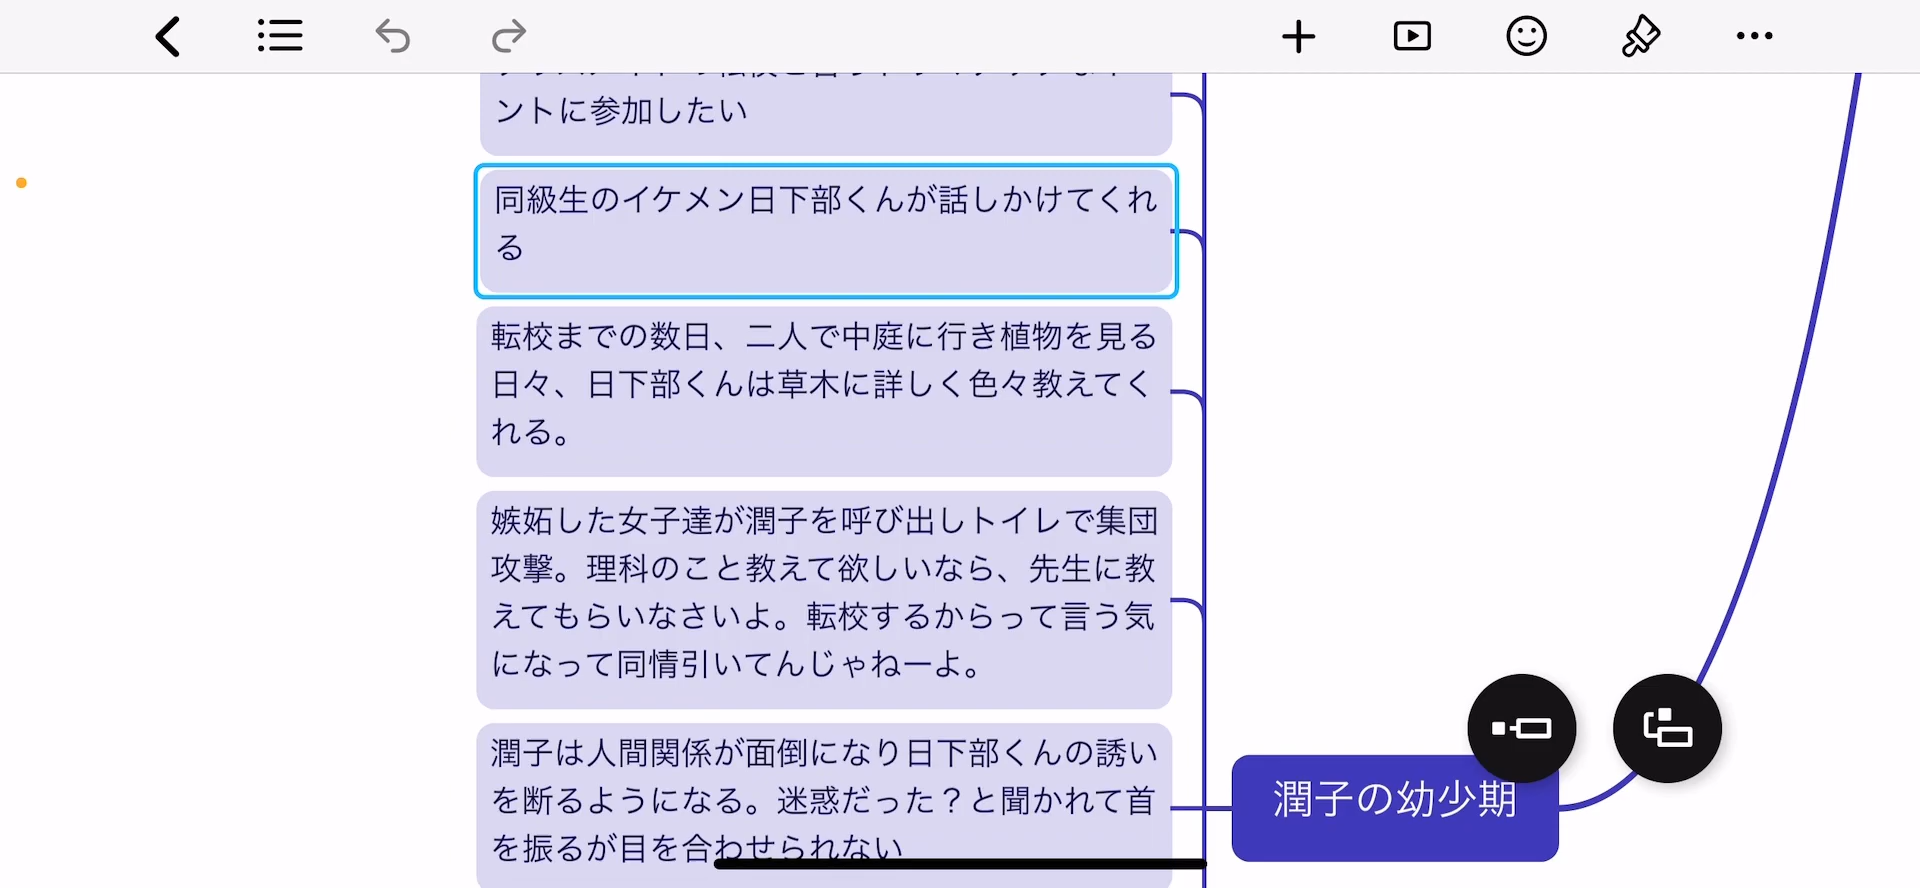 ントに参加したい
同級生のイケメン日下部くんが話しかけてくれ
る
転校までの数日、二人で中庭に行き植物を見る
日々、日下部くんは草木に詳しく色々教えてく
れる。
嫉妬した女子達が潤子を呼び出しトイレで集団
攻撃。理科のこと教えて欲しいなら、先生に教
えてもらいなさいよ。転校するからって言う気
になって同情引いてんじゃねーよ。
潤子は人間関係が面倒になり日下部くんの誘い
を断るようになる。迷惑だった？と聞かれて首
を振るが目を合わせられない
潤子の幼少期